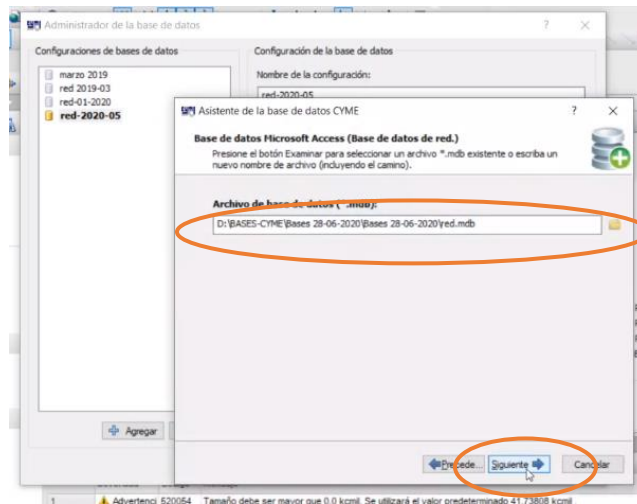 Administrador de la base de datos
? ×
Configuraciones de bases de datos
Configuración de la base de datos
marzo 2019
red 2019-03
red-01-2020
red-2020-05
Nombre de la configuración:
red-2020-05
Asistente de la base de datos CYME
? ×
Base de datos Microsoft Access (Base de datos de red.)
Presione el botón Examinar para seleccionar un archivo *.mdb existente o escriba un
nuevo nombre de archivo (incluyendo el camino).
Archivo de base de datos (*.mdb):
D:\BASES-CYME\Bases 28-06-2020\Bases 28-06-2020\red.mdb
Agregar
Precede...
Siguiente
Cancelar
1 Advertenci 520054 Tamaño debe ser mayor que 0.0 kcmil. Se utilizará el valor predeterminado 41.73808 kcmil